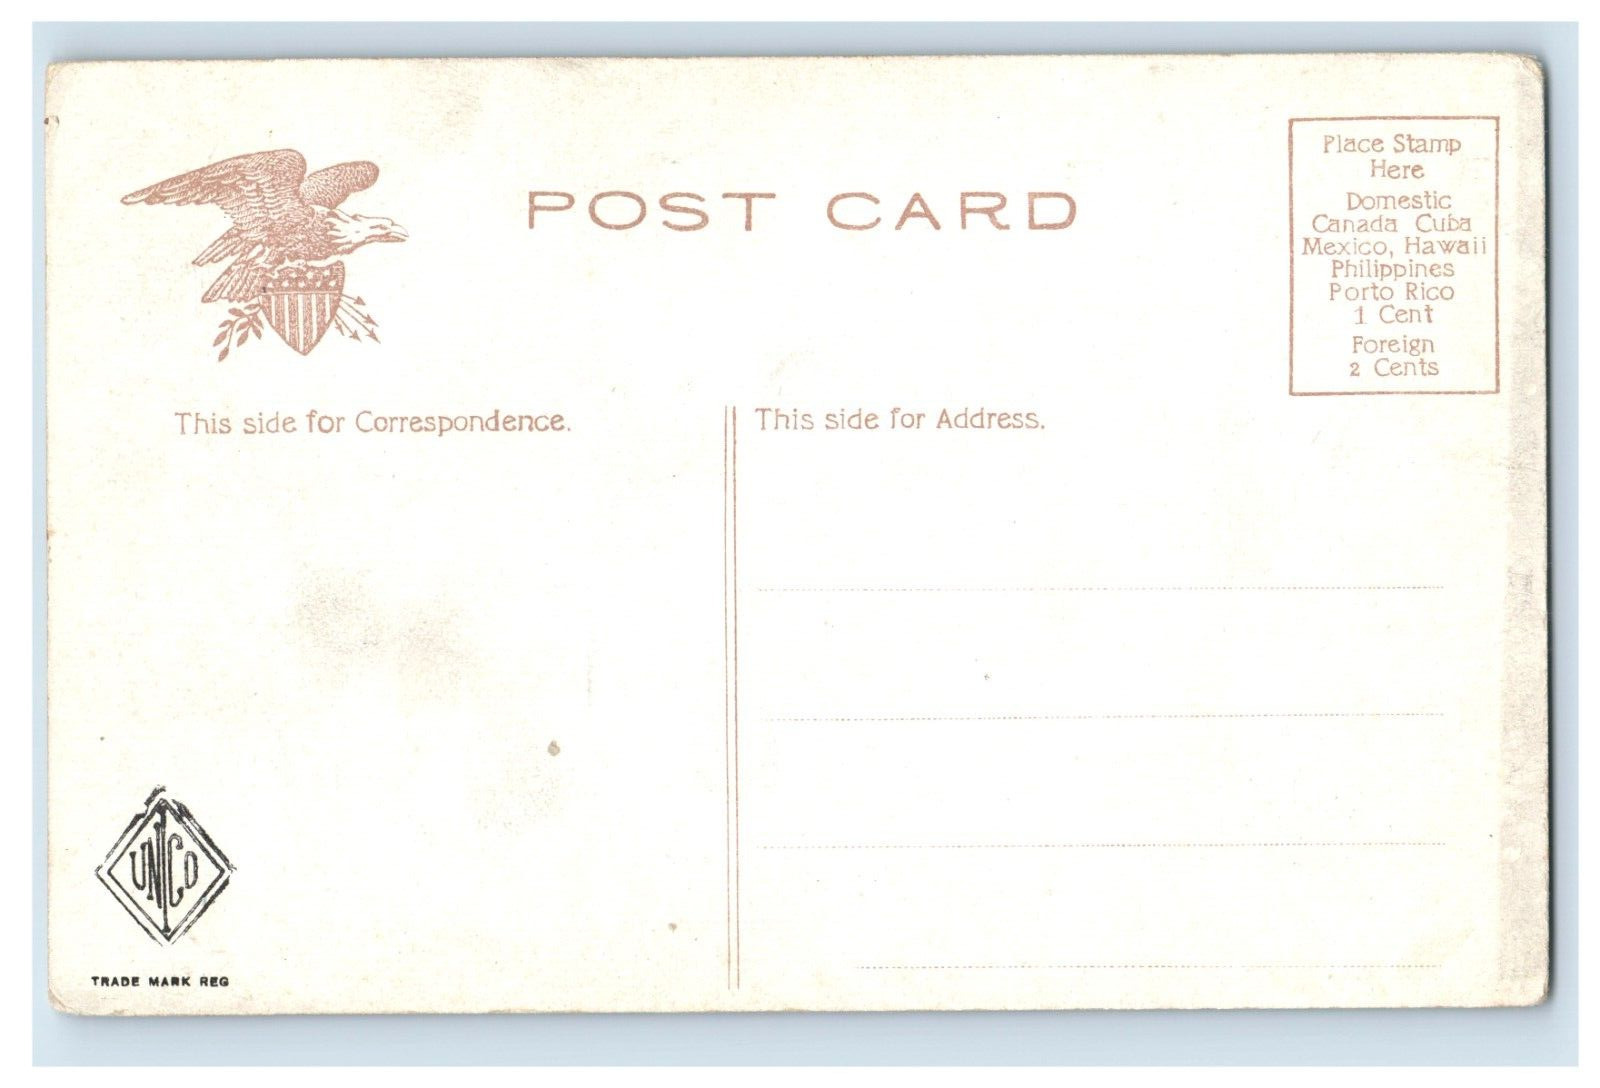 POST CARD
Place Stamp
Here
Domestic
Canada Cuba
Mexico, Hawaii
Philippines
Porto Rico
1 Cent
Foreign
2 Cents
This side for Correspondence.
This side for Address.
UNICO
TRADE MARK REG